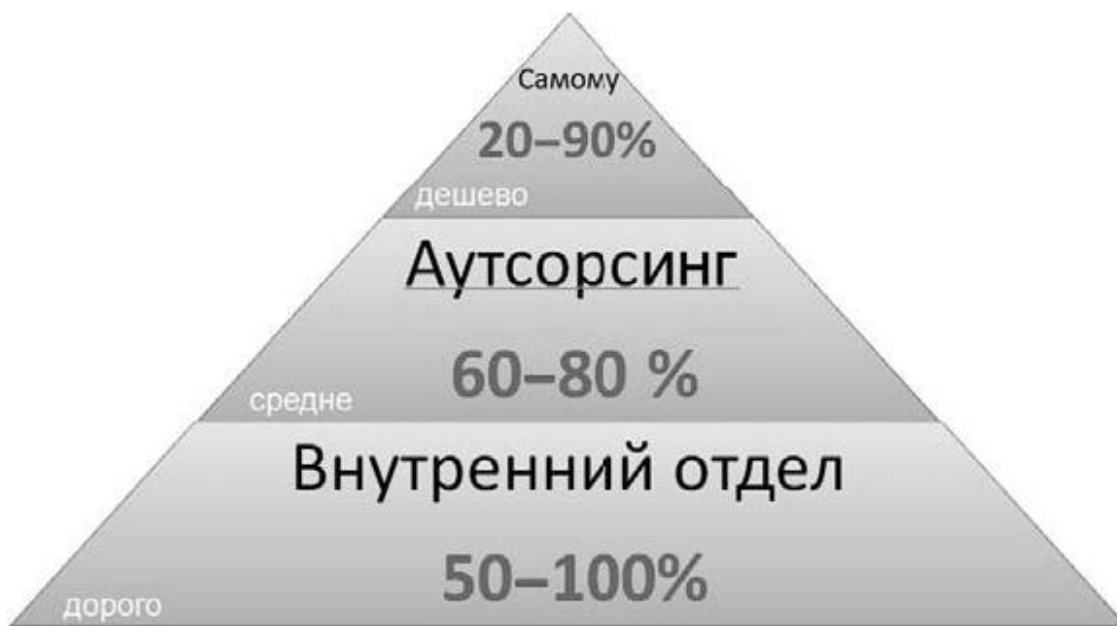 Самому
20–90%
дешево
Аутсорсинг
60–80 %
средне
Внутренний отдел
50–100%
дорого